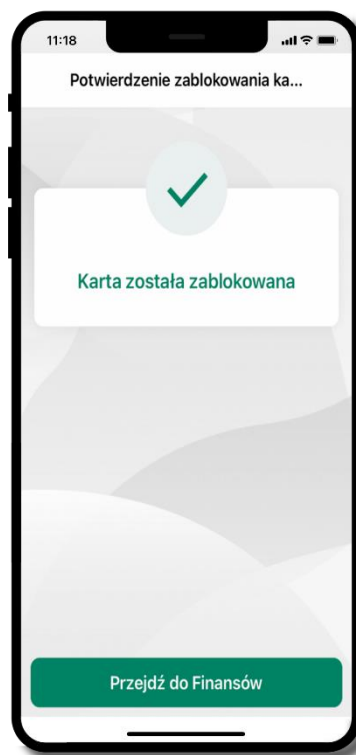 11:18
Potwierdzenie zablokowania ka...
Karta została zablokowana
Przejdź do Finansów